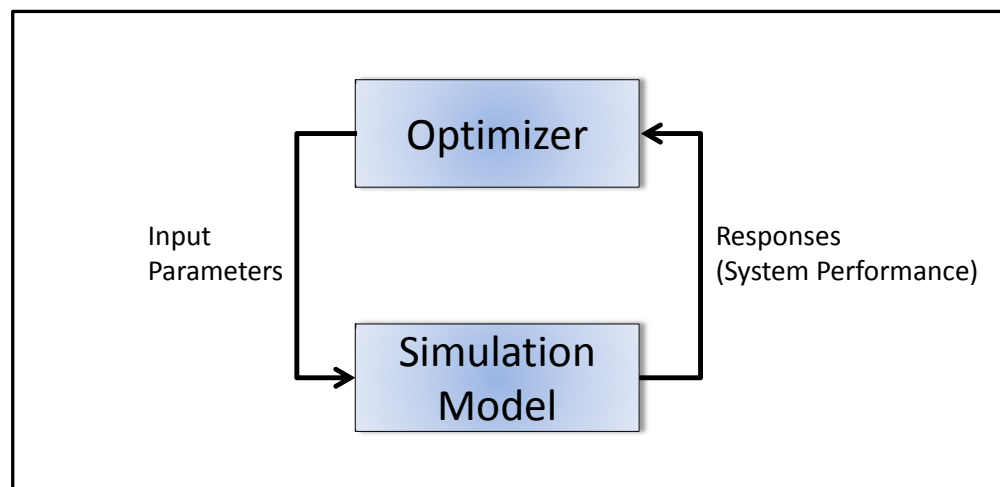 Optimizer
Input
Parameters
Responses
(System Performance)
Simulation
Model